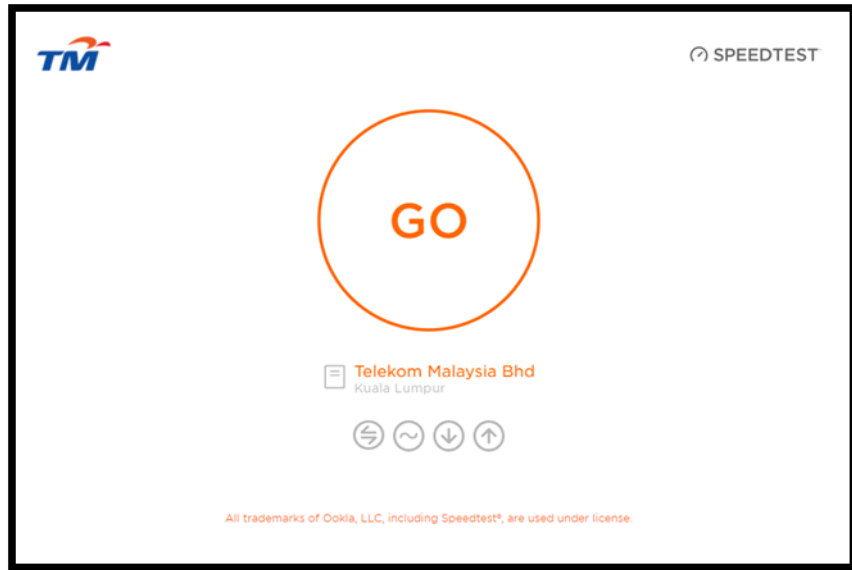 TM
SPEEDTEST
GO
Telekom Malaysia Bhd
Kuala Lumpur
All trademarks of Ookla, LLC, including Speedtest®, are used under license.